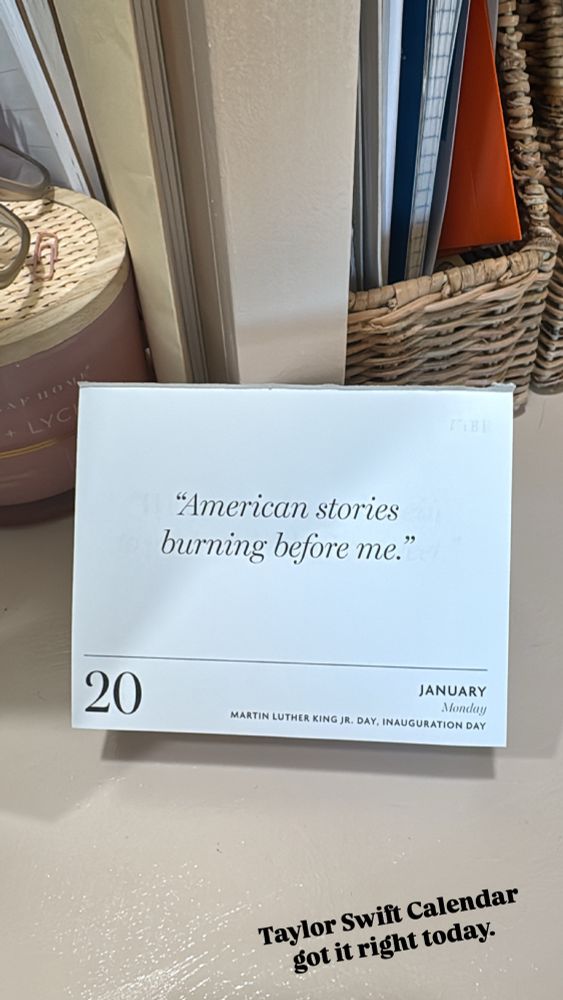 + LYCH
“American stories
burning before me.”
20
JANUARY
Monday
MARTIN LUTHER KING JR. DAY, INAUGURATION DAY
Taylor Swift Calendar
got it right today.